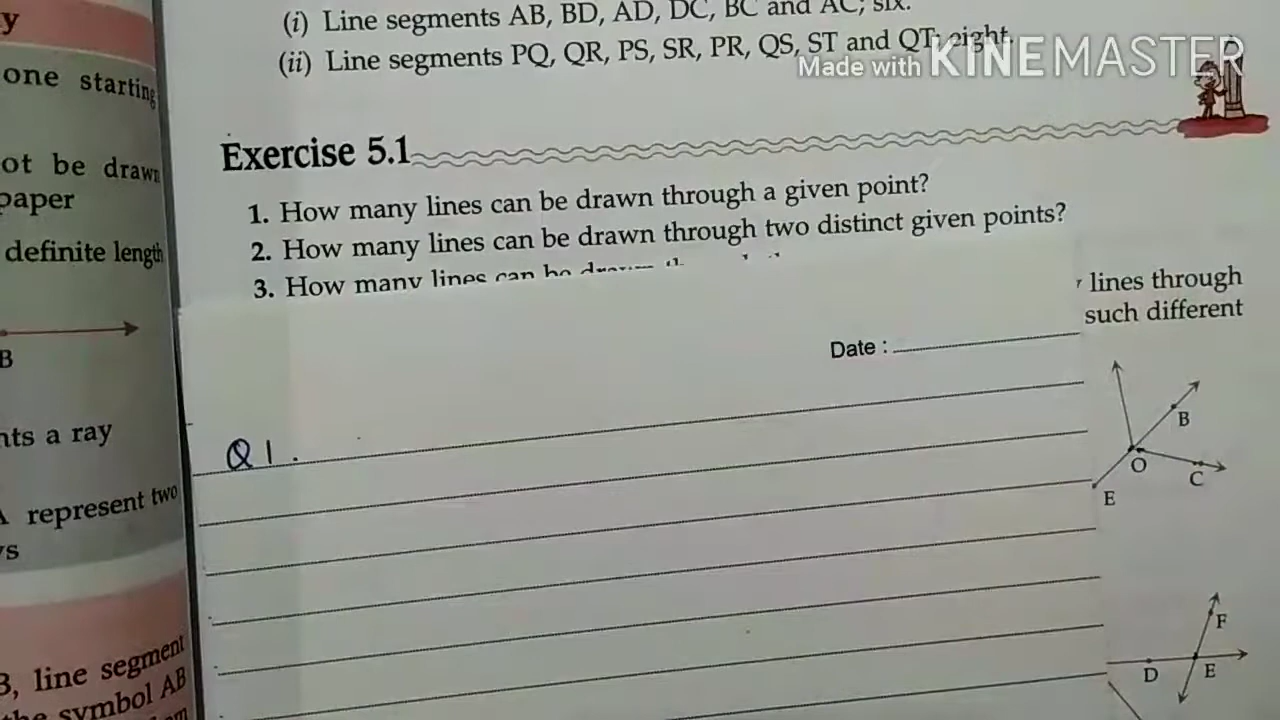 y
one starting
ot be drawn
paper
definite length
B
nts a ray
represent two
B, line segment
the symbol AB
(i) Line segments AB, BD, AD, DC, BC and AC; six.
(ii) Line segments PQ, QR, PS, SR, PR, QS, ST and QT; eight.
Made with KINEMASTER
Exercise 5.1
1. How many lines can be drawn through a given point?
2. How many lines can be drawn through two distinct given points?
3. How many lines can be drawn
lines through
such different
Date :
Q1.
B
O
C
E
F
D
E